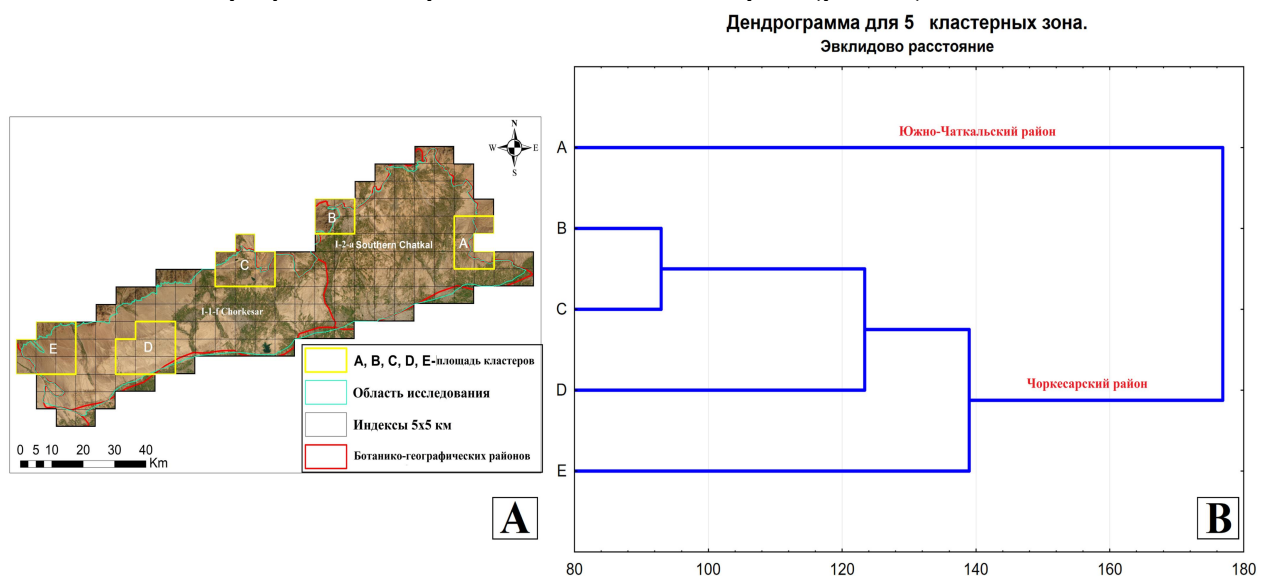 Дендрограмма для 5 кластерных зона.
Эвклидово расстояние
N
W
E
S
B
I-2-a Southern Chatkal
A
C
I-1-f Chorkesar
E
D
A, B, C, D, E-площадь кластеров
Область исследования
Индексы 5x5 км
Ботанико-географических районов
0 5 10 20 30 40
Km
A
Южно-Чаткальский район
A
B
C
D
Чоркесарский район
E
B
80 100 120 140 160 180